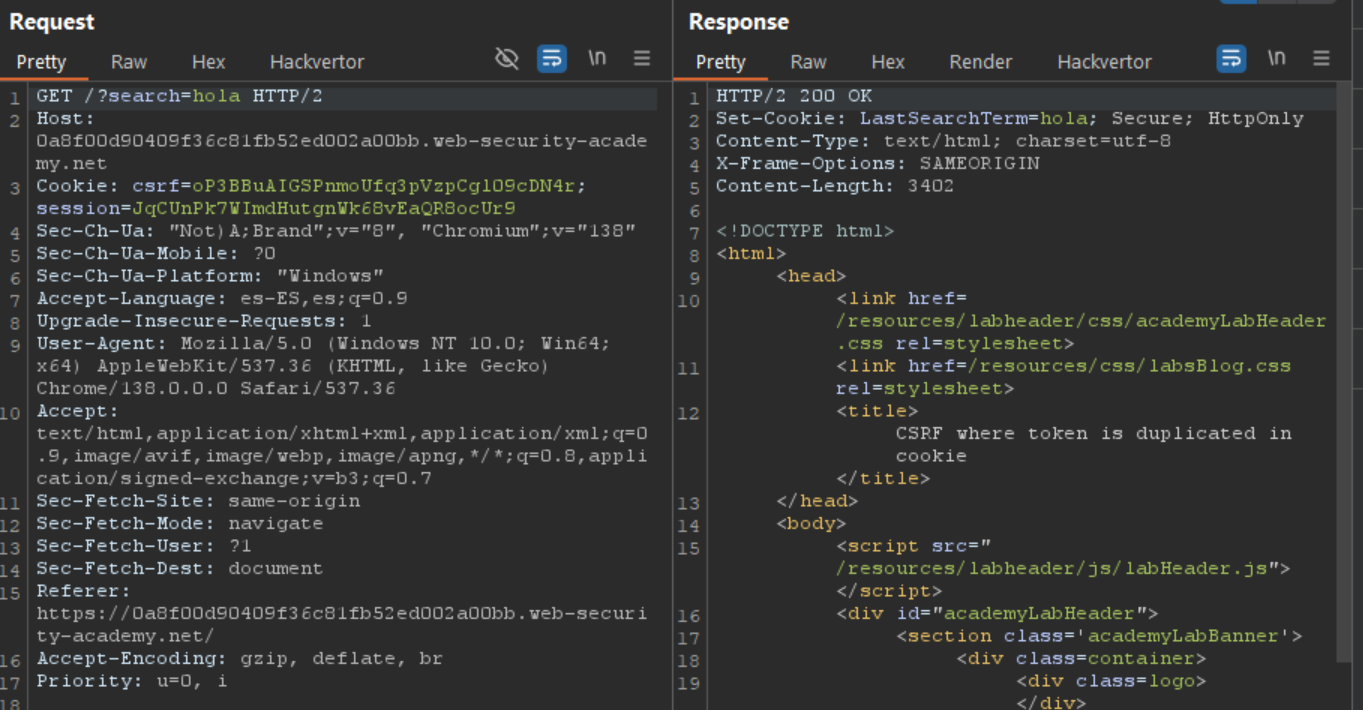 Request
Pretty Raw Hex Hackvertor \n
1 GET /?search=hola HTTP/2
2 Host:
0a8f00d90409f36c81fb52ed002a00bb.web-security-acade
my.net
3 Cookie: csrf=oP3BBuAIGSPnmoUfq3pVzpCgl09cDN4r;
session=JqCUnPk7WImdHutgnWk68vEaQR8ocUr9
4 Sec-Ch-Ua: "Not)A;Brand";v="8", "Chromium";v="138"
5 Sec-Ch-Ua-Mobile: ?0
6 Sec-Ch-Ua-Platform: "Windows"
7 Accept-Language: es-ES,es;q=0.9
8 Upgrade-Insecure-Requests: 1
9 User-Agent: Mozilla/5.0 (Windows NT 10.0; Win64;
x64) AppleWebKit/537.36 (KHTML, like Gecko)
Chrome/138.0.0.0 Safari/537.36
10 Accept:
text/html,application/xhtml+xml,application/xml;q=0
.9,image/avif,image/webp,image/apng,*/*;q=0.8,appli
cation/signed-exchange;v=b3;q=0.7
11 Sec-Fetch-Site: same-origin
12 Sec-Fetch-Mode: navigate
13 Sec-Fetch-User: ?1
14 Sec-Fetch-Dest: document
15 Referer:
https://0a8f00d90409f36c81fb52ed002a00bb.web-securi
ty-academy.net/
16 Accept-Encoding: gzip, deflate, br
17 Priority: u=0, i
18
Response
Pretty Raw Hex Render Hackvertor \n
1 HTTP/2 200 OK
2 Set-Cookie: LastSearchTerm=hola; Secure; HttpOnly
3 Content-Type: text/html; charset=utf-8
4 X-Frame-Options: SAMEORIGIN
5 Content-Length: 3402
6
7 <!DOCTYPE html>
8 <html>
9 <head>
10 <link href=
/resources/labheader/css/academyLabHeader
.css rel=stylesheet>
11 <link href=/resources/css/labsBlog.css
rel=stylesheet>
12 <title>
CSRF where token is duplicated in
cookie
</title>
13 </head>
14 <body>
15 <script src="
/resources/labheader/js/labHeader.js">
</script>
16 <div id="academyLabHeader">
17 <section class='academyLabBanner'>
18 <div class=container>
19 <div class=logo>
</div>